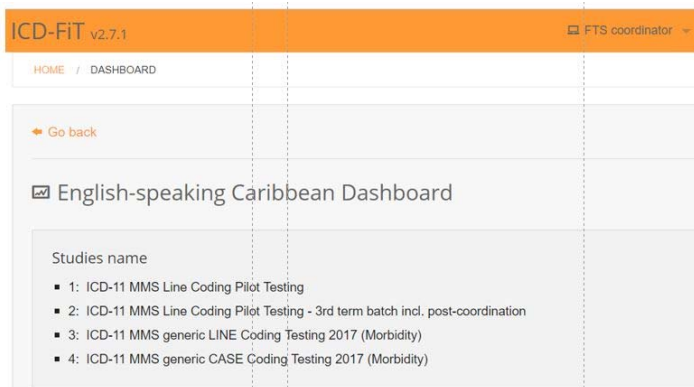 ICD-FiT v2.7.1 FTS coordinator
HOME / DASHBOARD
Go back
English-speaking Caribbean Dashboard
Studies name
1: ICD-11 MMS Line Coding Pilot Testing
2: ICD-11 MMS Line Coding Pilot Testing - 3rd term batch incl. post-coordination
3: ICD-11 MMS generic LINE Coding Testing 2017 (Morbidity)
4: ICD-11 MMS generic CASE Coding Testing 2017 (Morbidity)